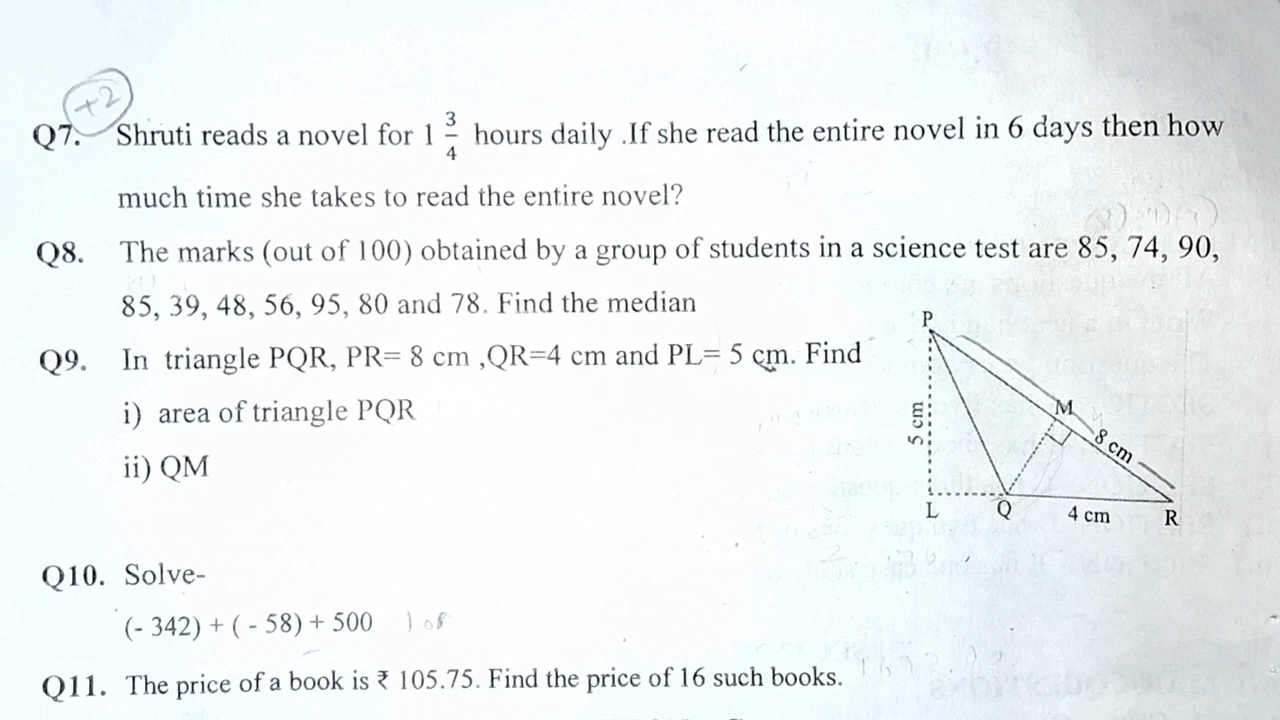 +2
Q7. Shruti reads a novel for 1 3/4 hours daily .If she read the entire novel in 6 days then how
much time she takes to read the entire novel?
Q8. The marks (out of 100) obtained by a group of students in a science test are 85, 74, 90,
85, 39, 48, 56, 95, 80 and 78. Find the median
Q9. In triangle PQR, PR= 8 cm ,QR=4 cm and PL= 5 cm. Find
i) area of triangle PQR
ii) QM
P
M
5 cm
8 cm
L Q 4 cm R
Q10. Solve-
(- 342) + ( - 58) + 500
Q11. The price of a book is ₹ 105.75. Find the price of 16 such books.